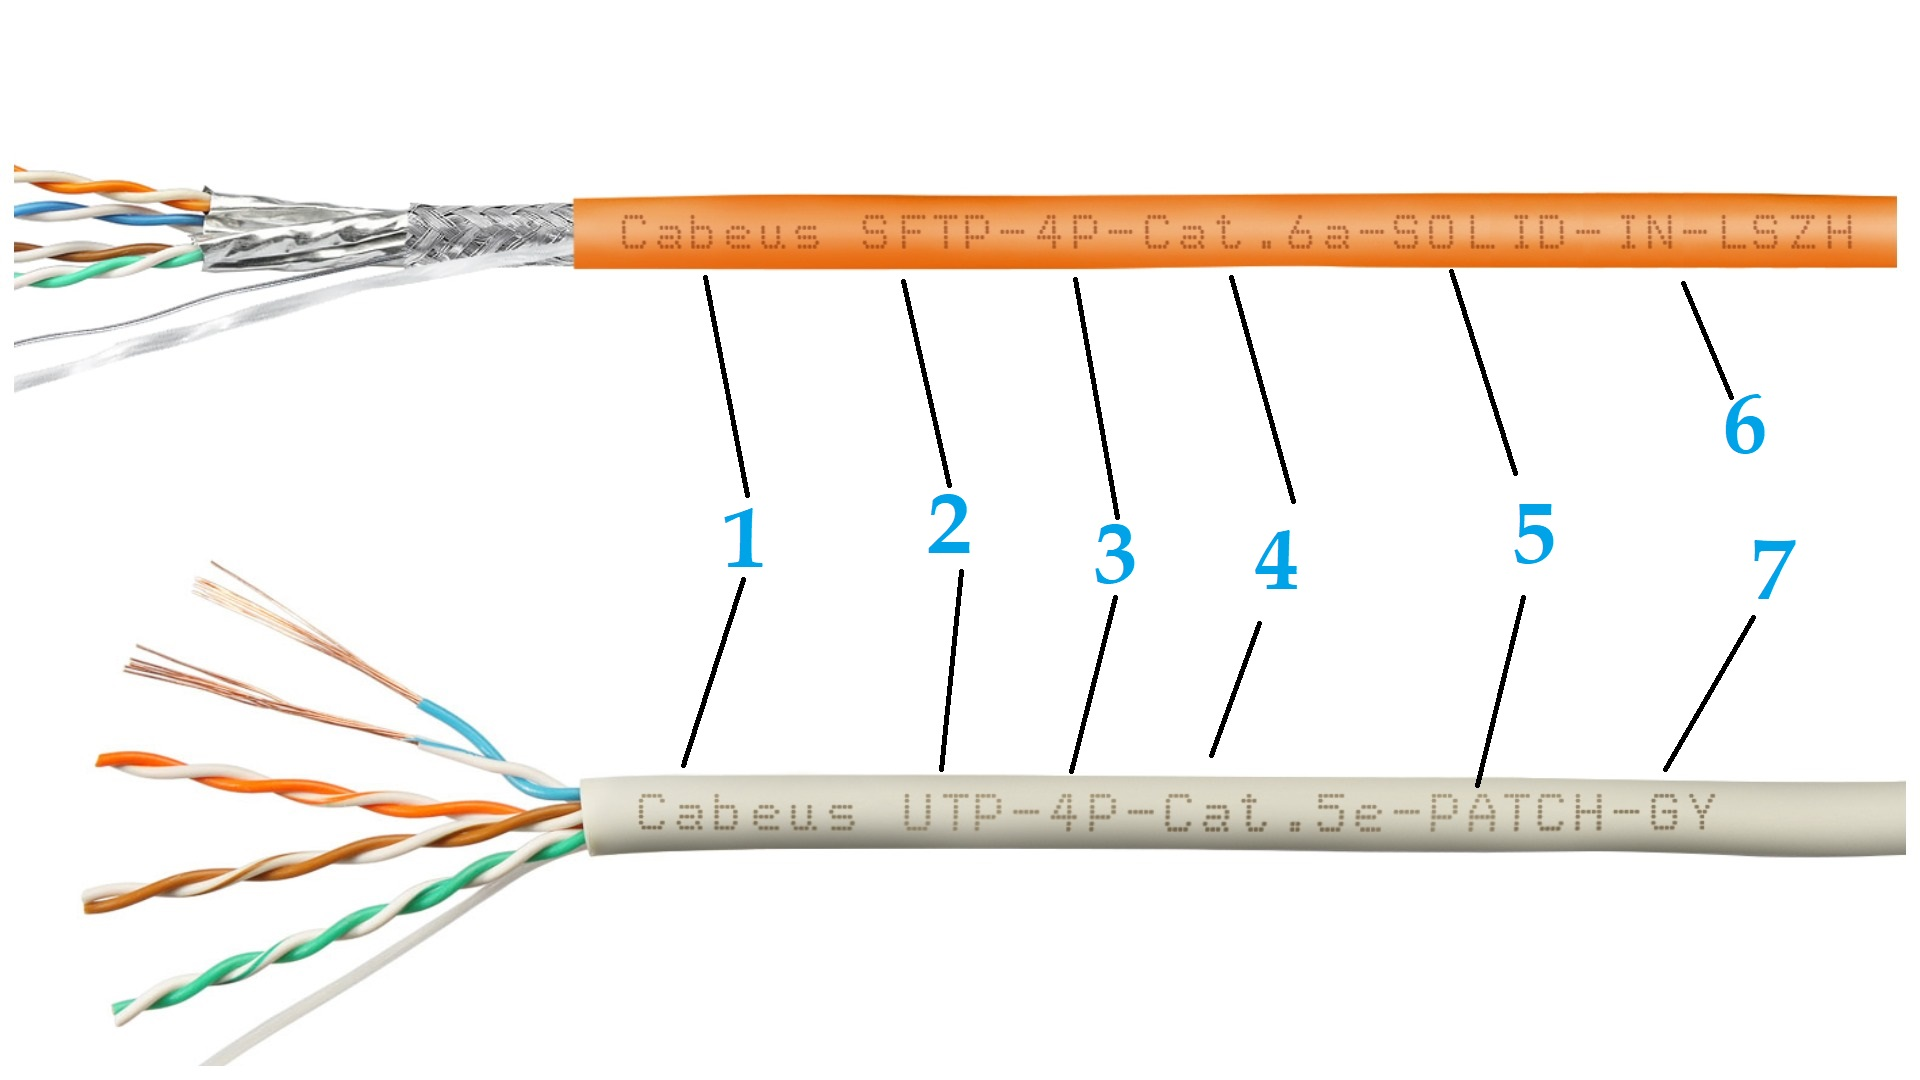 Cabeus SFTP-4P-Cat.6a-SOLID-IN-LSZH
6
1 2 3 4 5 7
Cabeus UTP-4P-Cat.5e-PATCH-GY